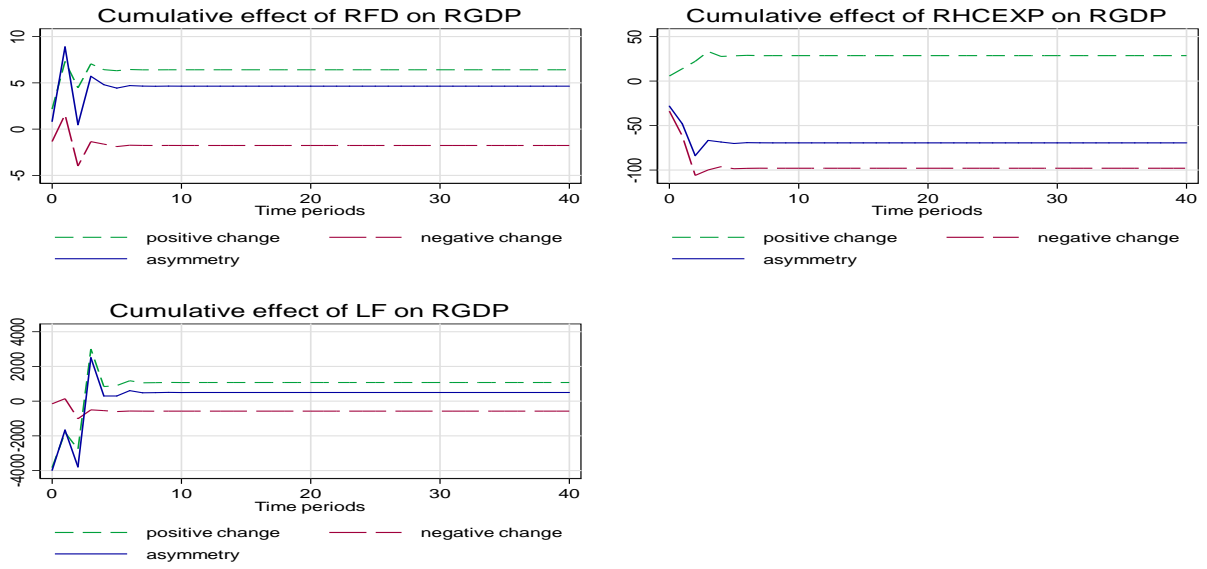 Cumulative effect of RFD on RGDP
10
5
0
-5
0 10 20 30 40
Time periods
positive change negative change
asymmetry
Cumulative effect of RHCEXP on RGDP
50
0
-50
-100
0 10 20 30 40
Time periods
positive change negative change
asymmetry
Cumulative effect of LF on RGDP
4000
2000
0
-2000
-4000
0 10 20 30 40
Time periods
positive change negative change
asymmetry